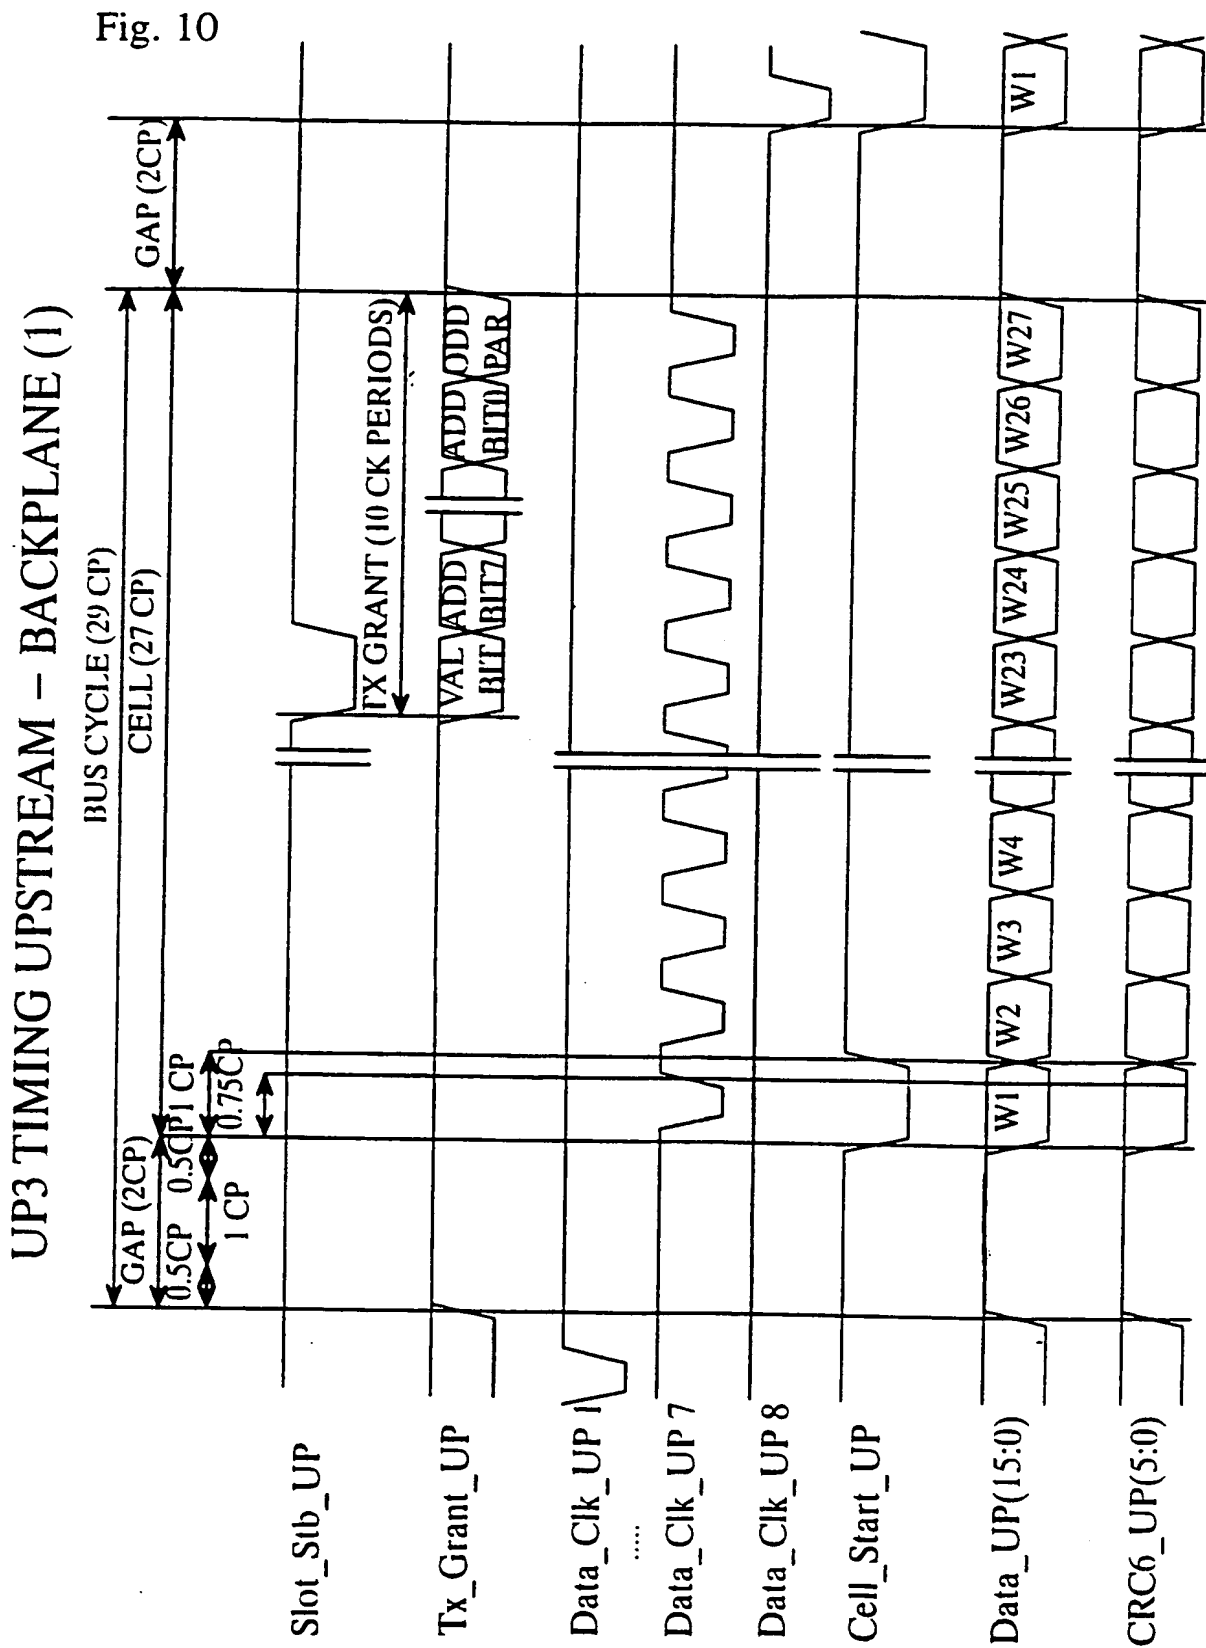 Fig. 10
UP3 TIMING UPSTREAM – BACKPLANE (1)
BUS CYCLE (29 CP)
GAP (2CP)
CELL (27 CP)
GAP (2CP)
0.5CP
0.5CP
1 CP
1 CP
0.75CP
Slot_Stb_UP
TX GRANT (10 CK PERIODS)
Tx_Grant_UP
VAL BIT
ADD BIT7
ADD BIT0
ODD PAR
Data_Clk_UP 1
.....
Data_Clk_UP 7
Data_Clk_UP 8
Cell_Start_UP
Data_UP(15:0)
W1
W2
W3
W4
W23
W24
W25
W26
W27
W1
CRC6_UP(5:0)